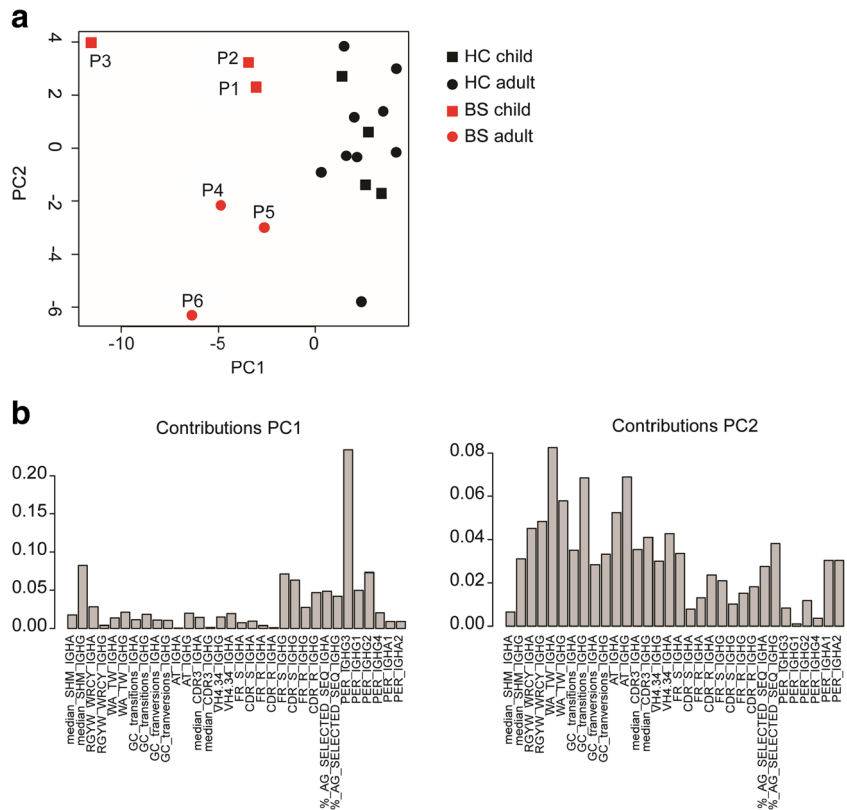 a
4
2
0
-2
-4
-6
PC2
P3
P2
P1
P4
P5
P6
-10
-5
0
PC1
HC child
HC adult
BS child
BS adult
b
Contributions PC1
0.20
0.15
0.10
0.05
0.00
median_SHM_IGHA
median_SHM_IGHG
RGYW_WRCY_IGHA
RGYW_WRCY_IGHG
WA_TW_IGHA
WA_TW_IGHG
GC_transitions_IGHA
GC_transitions_IGHG
GC_tranversions_IGHA
GC_tranversions_IGHG
AT_IGHA
AT_IGHG
median_CDR3_IGHA
median_CDR3_IGHG
VH4.34_IGHG
VH4.34_IGHA
FR_S_IGHA
CDR_S_IGHA
FR_R_IGHA
CDR_R_IGHA
FR_S_IGHG
CDR_S_IGHG
FR_R_IGHG
CDR_R_IGHG
%_AG_SELECTED_SEQ_IGHA
%_AG_SELECTED_SEQ_IGHG
PER_IGHG3
PER_IGHG1
PER_IGHG2
PER_IGHG4
PER_IGHA1
PER_IGHA2
Contributions PC2
0.08
0.06
0.04
0.02
0.00
median_SHM_IGHA
median_SHM_IGHG
RGYW_WRCY_IGHA
RGYW_WRCY_IGHG
WA_TW_IGHA
WA_TW_IGHG
GC_transitions_IGHA
GC_transitions_IGHG
GC_tranversions_IGHA
GC_tranversions_IGHG
AT_IGHA
AT_IGHG
median_CDR3_IGHA
median_CDR3_IGHG
VH4.34_IGHG
VH4.34_IGHA
FR_S_IGHA
CDR_S_IGHA
FR_R_IGHA
CDR_R_IGHA
FR_S_IGHG
CDR_S_IGHG
FR_R_IGHG
CDR_R_IGHG
%_AG_SELECTED_SEQ_IGHA
%_AG_SELECTED_SEQ_IGHG
PER_IGHG3
PER_IGHG1
PER_IGHG2
PER_IGHG4
PER_IGHA1
PER_IGHA2